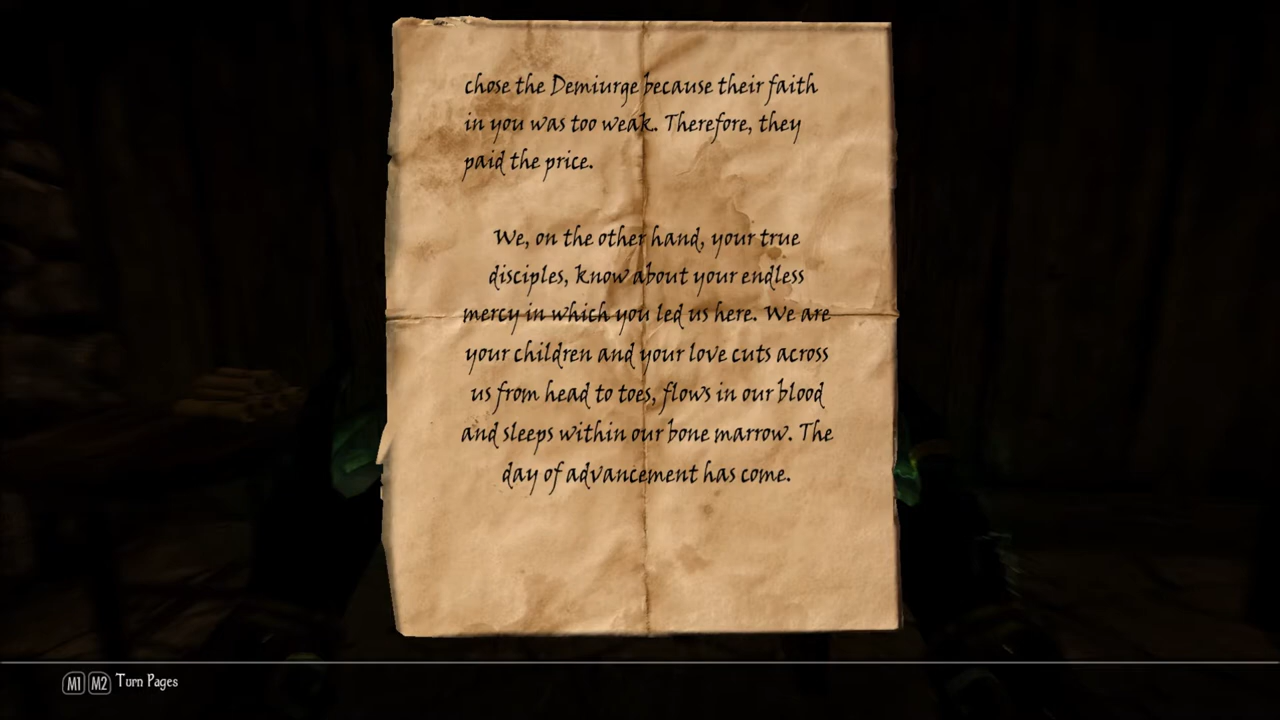 chose the Demiurge because their faith
in you was too weak. Therefore, they
paid the price.
We, on the other hand, your true
disciples, know about your endless
mercy in which you led us here. We are
your children and your love cuts across
us from head to toes, flows in our blood
and sleeps within our bone marrow. The
day of advancement has come.
M1 M2 Turn Pages